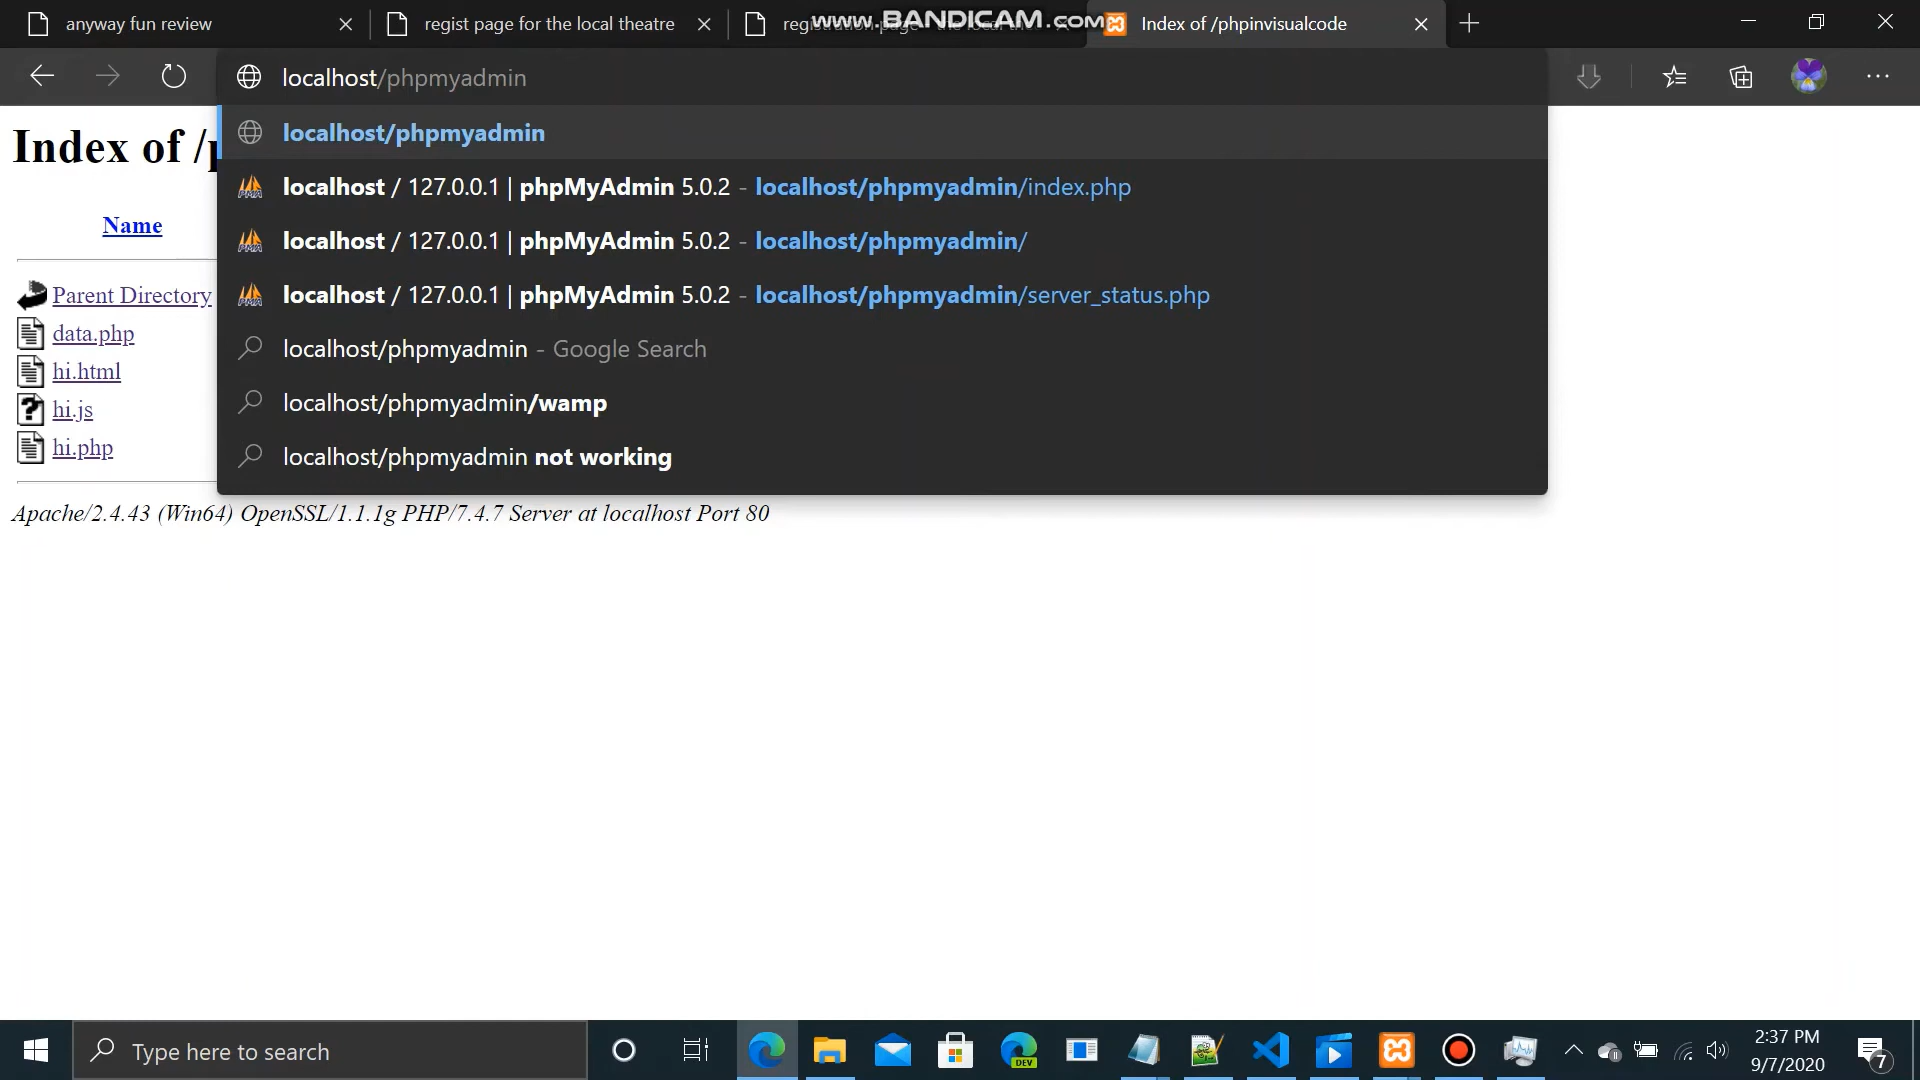 anyway fun review
regist page for the local theatre
registration page
www.BANDICAM.com
Index of /phpinvisualcode
localhost/phpmyadmin
localhost/phpmyadmin
localhost / 127.0.0.1 | phpMyAdmin 5.0.2 - localhost/phpmyadmin/index.php
localhost / 127.0.0.1 | phpMyAdmin 5.0.2 - localhost/phpmyadmin/
localhost / 127.0.0.1 | phpMyAdmin 5.0.2 - localhost/phpmyadmin/server_status.php
localhost/phpmyadmin - Google Search
localhost/phpmyadmin/wamp
localhost/phpmyadmin not working
Index of /p
Name
Parent Directory
data.php
hi.html
hi.js
hi.php
Apache/2.4.43 (Win64) OpenSSL/1.1.1g PHP/7.4.7 Server at localhost Port 80
Type here to search
DEV
2:37 PM
9/7/2020
7